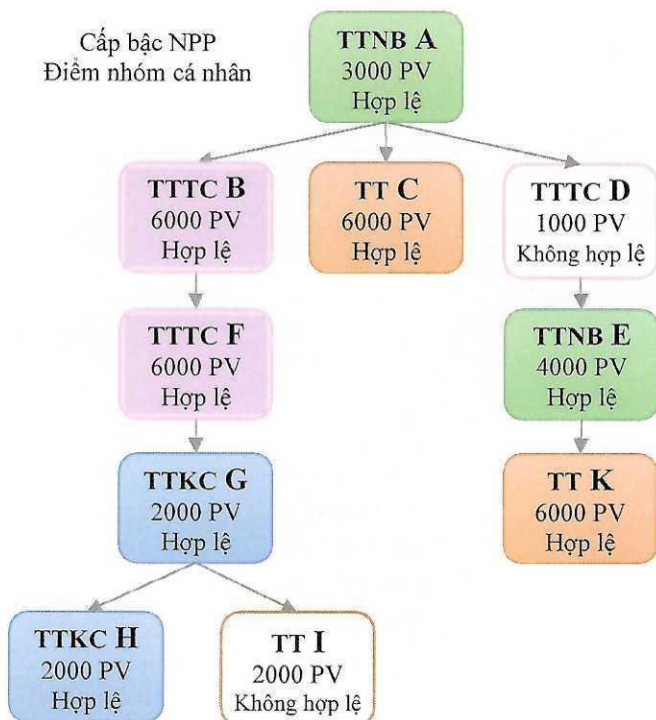 Cấp bậc NPP
Điểm nhóm cá nhân
TTNB A
3000 PV
Hợp lệ
TTTC B
6000 PV
Hợp lệ
TT C
6000 PV
Hợp lệ
TTTC D
1000 PV
Không hợp lệ
TTTC F
6000 PV
Hợp lệ
TTNB E
4000 PV
Hợp lệ
TTKC G
2000 PV
Hợp lệ
TT K
6000 PV
Hợp lệ
TTKC H
2000 PV
Hợp lệ
TT I
2000 PV
Không hợp lệ